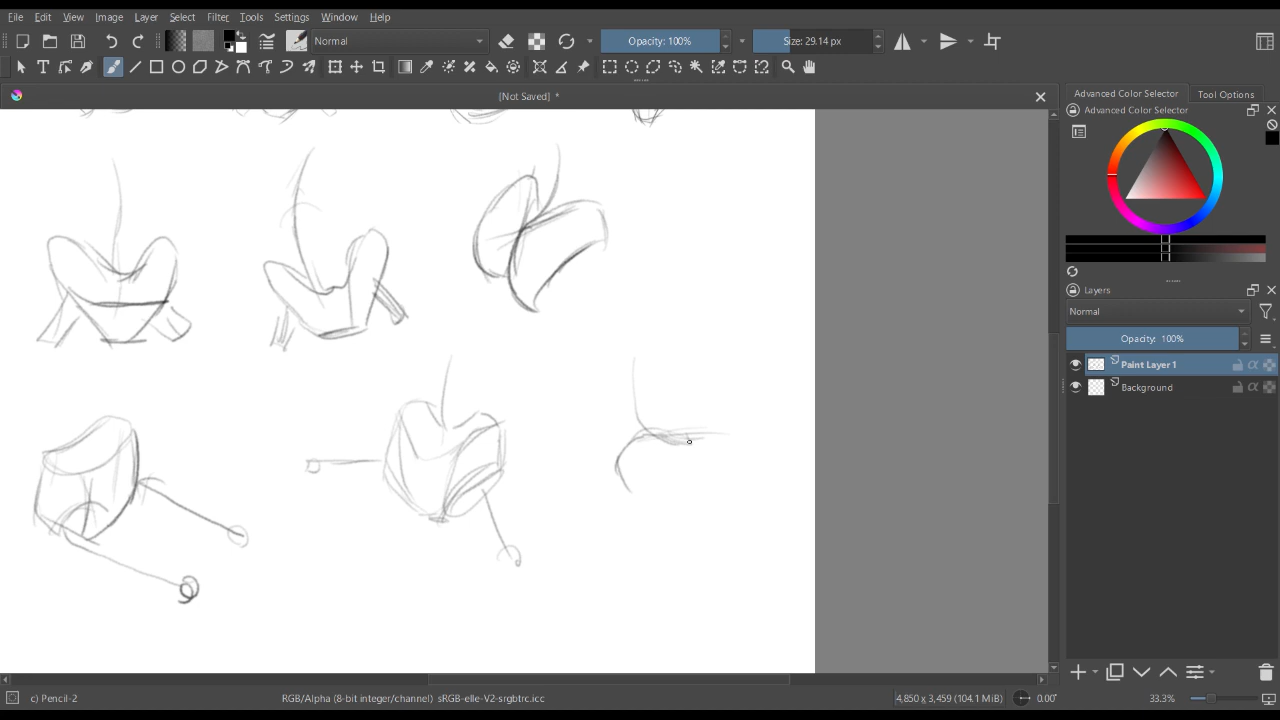 File Edit View Image Layer Select Filter Tools Settings Window Help
Normal Opacity: 100% Size: 29.14 px
[Not Saved] *
Advanced Color Selector Tool Options
Advanced Color Selector
Layers
Normal
Opacity: 100%
Paint Layer 1
Background
c) Pencil-2 RGB/Alpha (8-bit integer/channel) sRGB-elle-V2-srgbtrc.icc 4,850 x 3,459 (104.1 MiB) 0.00° 33.3%